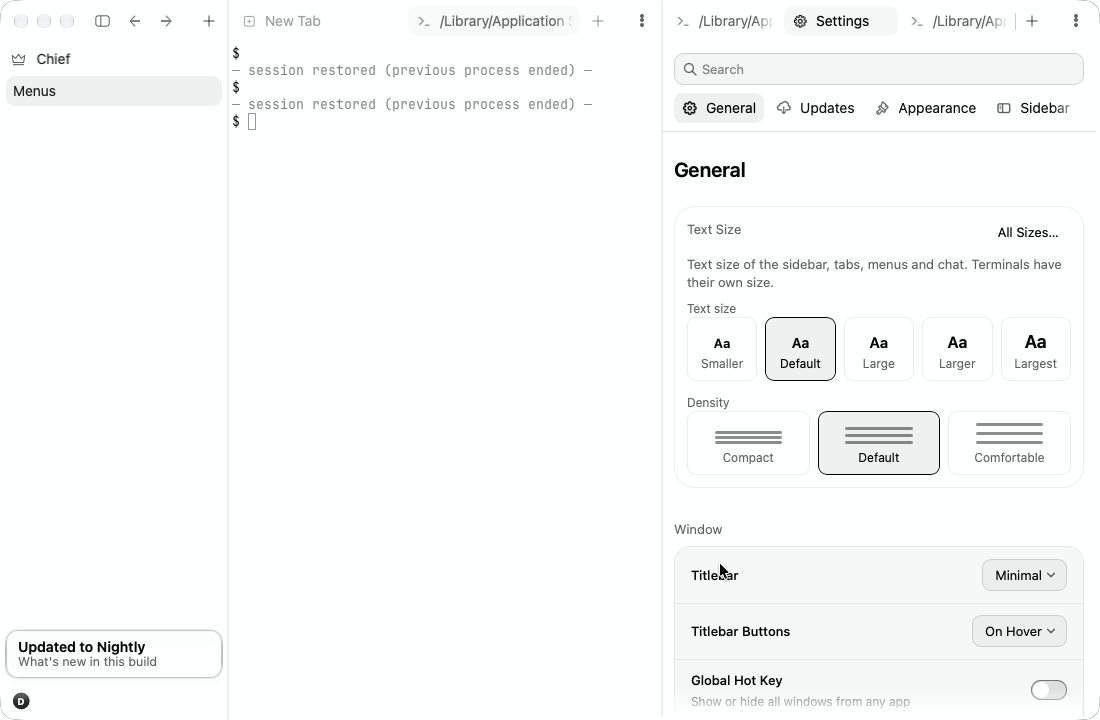 Chief
Menus
Updated to Nightly
What's new in this build
D
New Tab
/Library/Application
$
— session restored (previous process ended) —
$
— session restored (previous process ended) —
$
/Library/App
Settings
/Library/App
Search
General
Updates
Appearance
Sidebar
General
Text Size
All Sizes...
Text size of the sidebar, tabs, menus and chat. Terminals have
their own size.
Text size
Aa Aa Aa Aa Aa
Smaller Default Large Larger Largest
Density
Compact Default Comfortable
Window
Titlebar
Minimal
Titlebar Buttons
On Hover
Global Hot Key
Show or hide all windows from any app